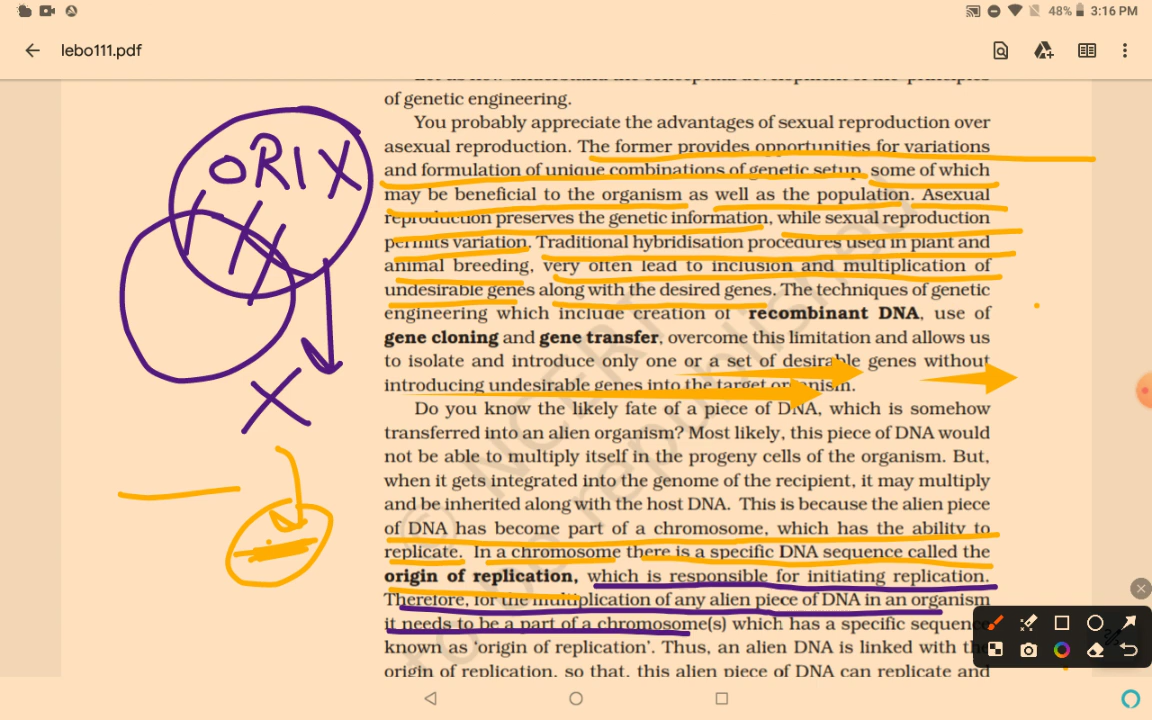 48% 3:16 PM
lebo111.pdf
of genetic engineering.
You probably appreciate the advantages of sexual reproduction over
asexual reproduction. The former provides opportunities for variations
and formulation of unique combinations of genetic setup, some of which
may be beneficial to the organism as well as the population. Asexual
reproduction preserves the genetic information, while sexual reproduction
permits variation. Traditional hybridisation procedures used in plant and
animal breeding, very often lead to inclusion and multiplication of
undesirable genes along with the desired genes. The techniques of genetic
engineering which include creation of recombinant DNA, use of
gene cloning and gene transfer, overcome this limitation and allows us
to isolate and introduce only one or a set of desirable genes without
introducing undesirable genes into the target organism.
Do you know the likely fate of a piece of DNA, which is somehow
transferred into an alien organism? Most likely, this piece of DNA would
not be able to multiply itself in the progeny cells of the organism. But,
when it gets integrated into the genome of the recipient, it may multiply
and be inherited along with the host DNA. This is because the alien piece
of DNA has become part of a chromosome, which has the ability to
replicate. In a chromosome there is a specific DNA sequence called the
origin of replication, which is responsible for initiating replication.
Therefore, for the multiplication of any alien piece of DNA in an organism
it needs to be a part of a chromosome(s) which has a specific sequence
known as 'origin of replication'. Thus, an alien DNA is linked with the
origin of replication, so that, this alien piece of DNA can replicate and
ORI X
X
© NCERT
to be republished